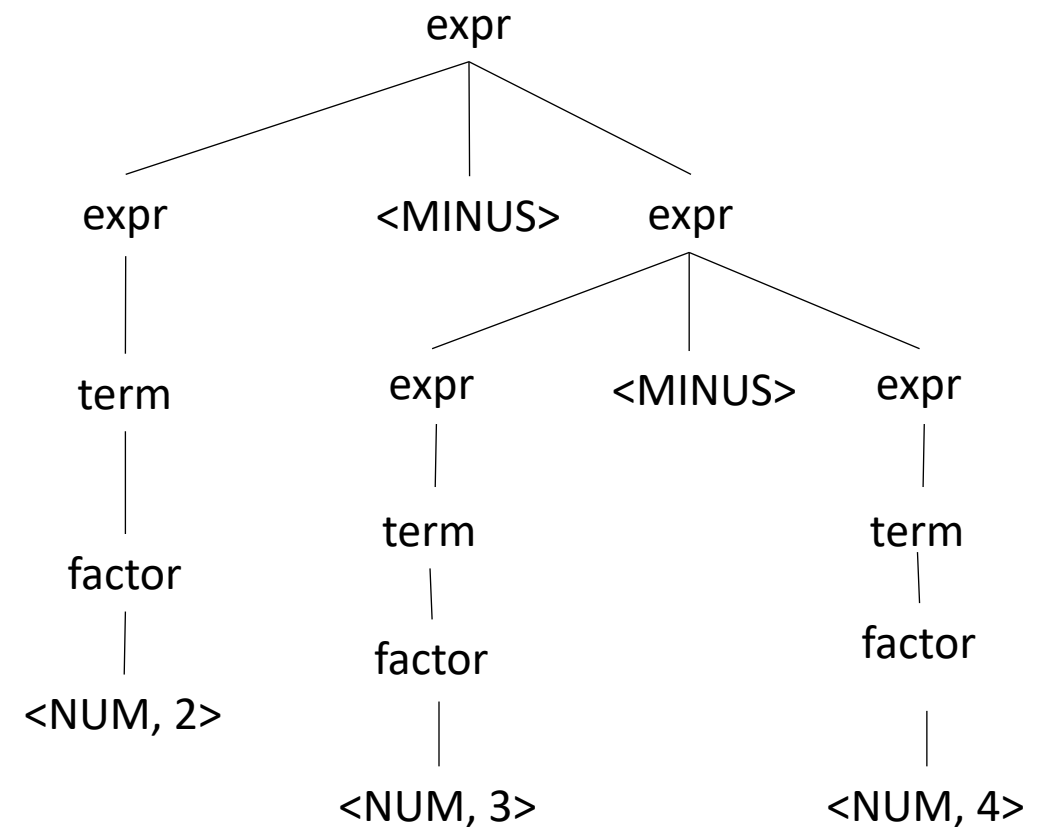 expr
expr <MINUS> expr
term expr <MINUS> expr
term term
factor
factor factor
<NUM, 2>
<NUM, 3> <NUM, 4>